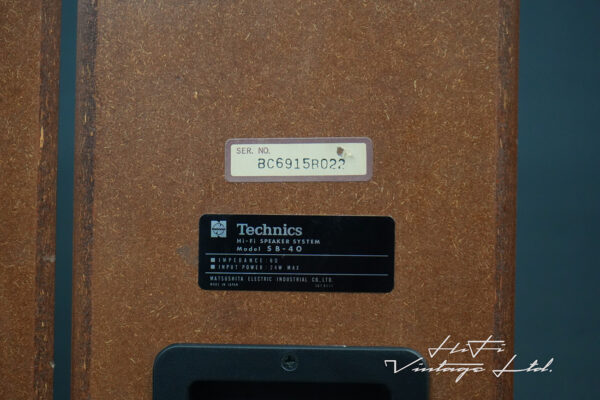 SER. NO.
BC6915R022
Technics
Hi-Fi SPEAKER SYSTEM
Model SB-40
IMPEDANCE: 6Ω
INPUT POWER: 24W MAX
MATSUSHITA ELECTRIC INDUSTRIAL CO., LTD.
MADE IN JAPAN
HiFi
Vintage Ltd.